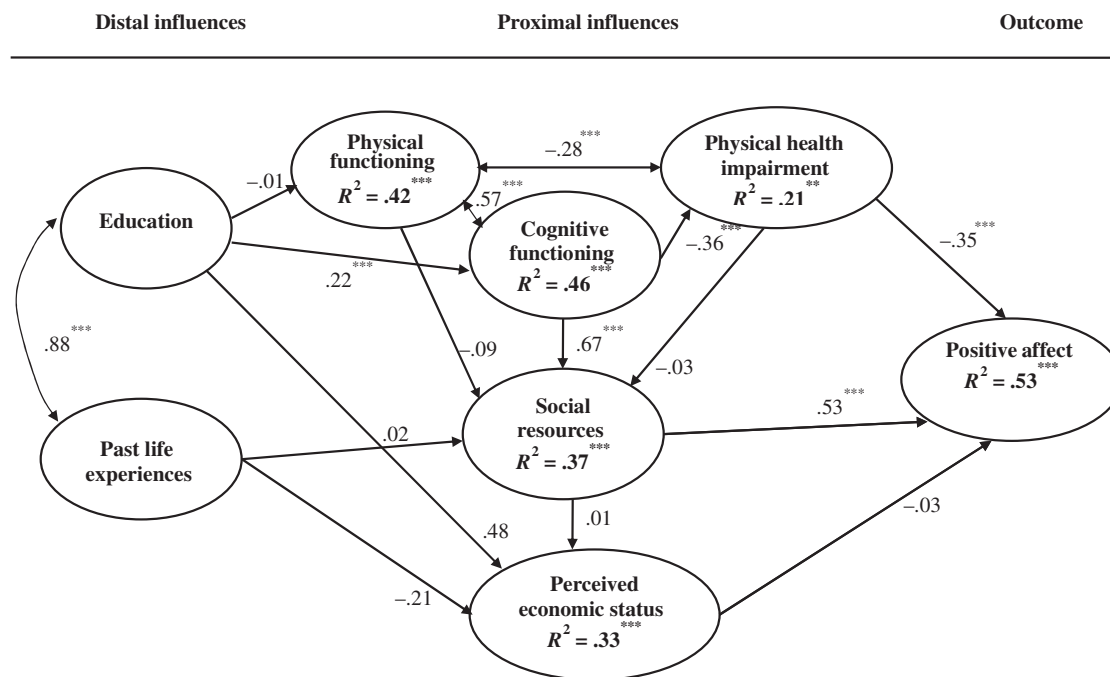 Distal influences
Proximal influences
Outcome
Physical
functioning
R² = .42***
–.28***
Physical health
impairment
R² = .21**
–.01
.57***
Education
Cognitive
functioning
R² = .46***
–.36***
–.35***
.22***
.88***
–.09
.67***
–.03
Positive affect
R² = .53***
Social
resources
R² = .37***
.53***
.02
Past life
experiences
.48
.01
–.03
–.21
Perceived
economic status
R² = .33***